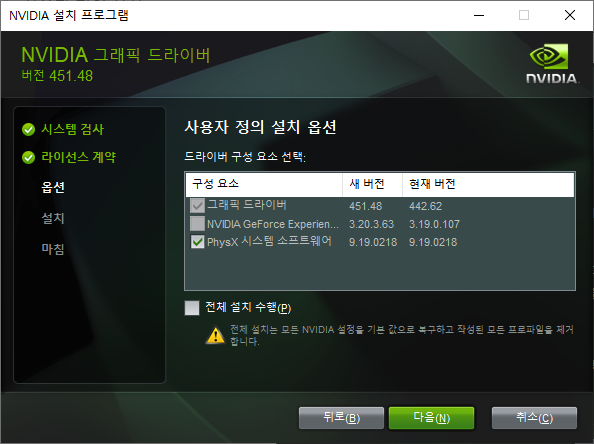 NVIDIA 설치 프로그램
NVIDIA 그래픽 드라이버
버전 451.48
NVIDIA.
시스템 검사
라이선스 계약
옵션
설치
마침
사용자 정의 설치 옵션
드라이버 구성 요소 선택:
구성 요소 새 버전 현재 버전
그래픽 드라이버 451.48 442.62
NVIDIA GeForce Experien... 3.20.3.63 3.19.0.107
PhysX 시스템 소프트웨어 9.19.0218 9.19.0218
전체 설치 수행(P)
전체 설치는 모든 NVIDIA 설정을 기본 값으로 복구하고 작성된 모든 프로파일을 제거
합니다.
뒤로(B) 다음(N) 취소(C)